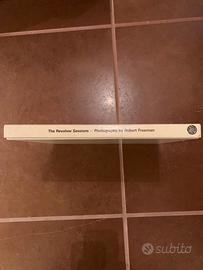 The Revolver Sessions - Photographs by Robert Freeman
subito